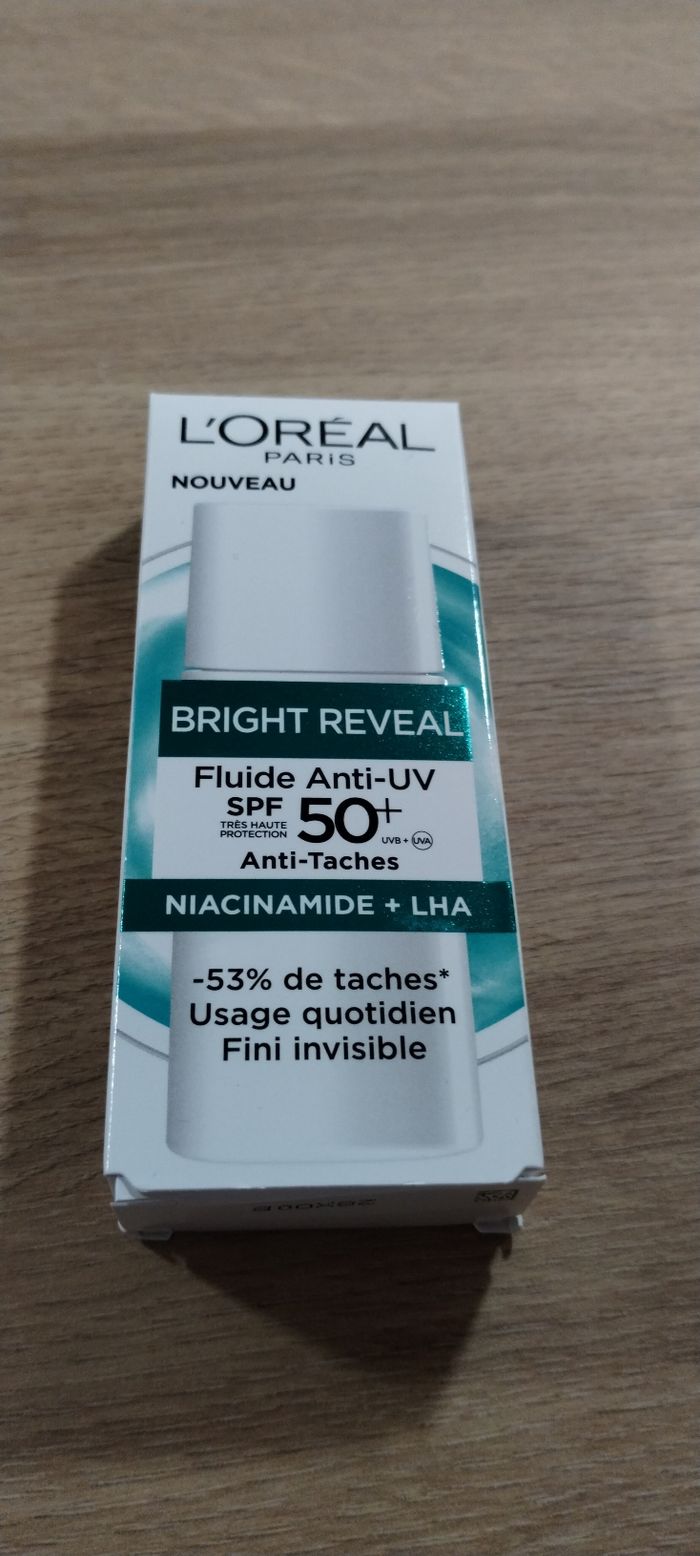 L'ORÉAL
PARiS
NOUVEAU
BRIGHT REVEAL
Fluide Anti-UV
SPF 50+
TRÈS HAUTE
PROTECTION
UVB + UVA
Anti-Taches
NIACINAMIDE + LHA
-53% de taches*
Usage quotidien
Fini invisible